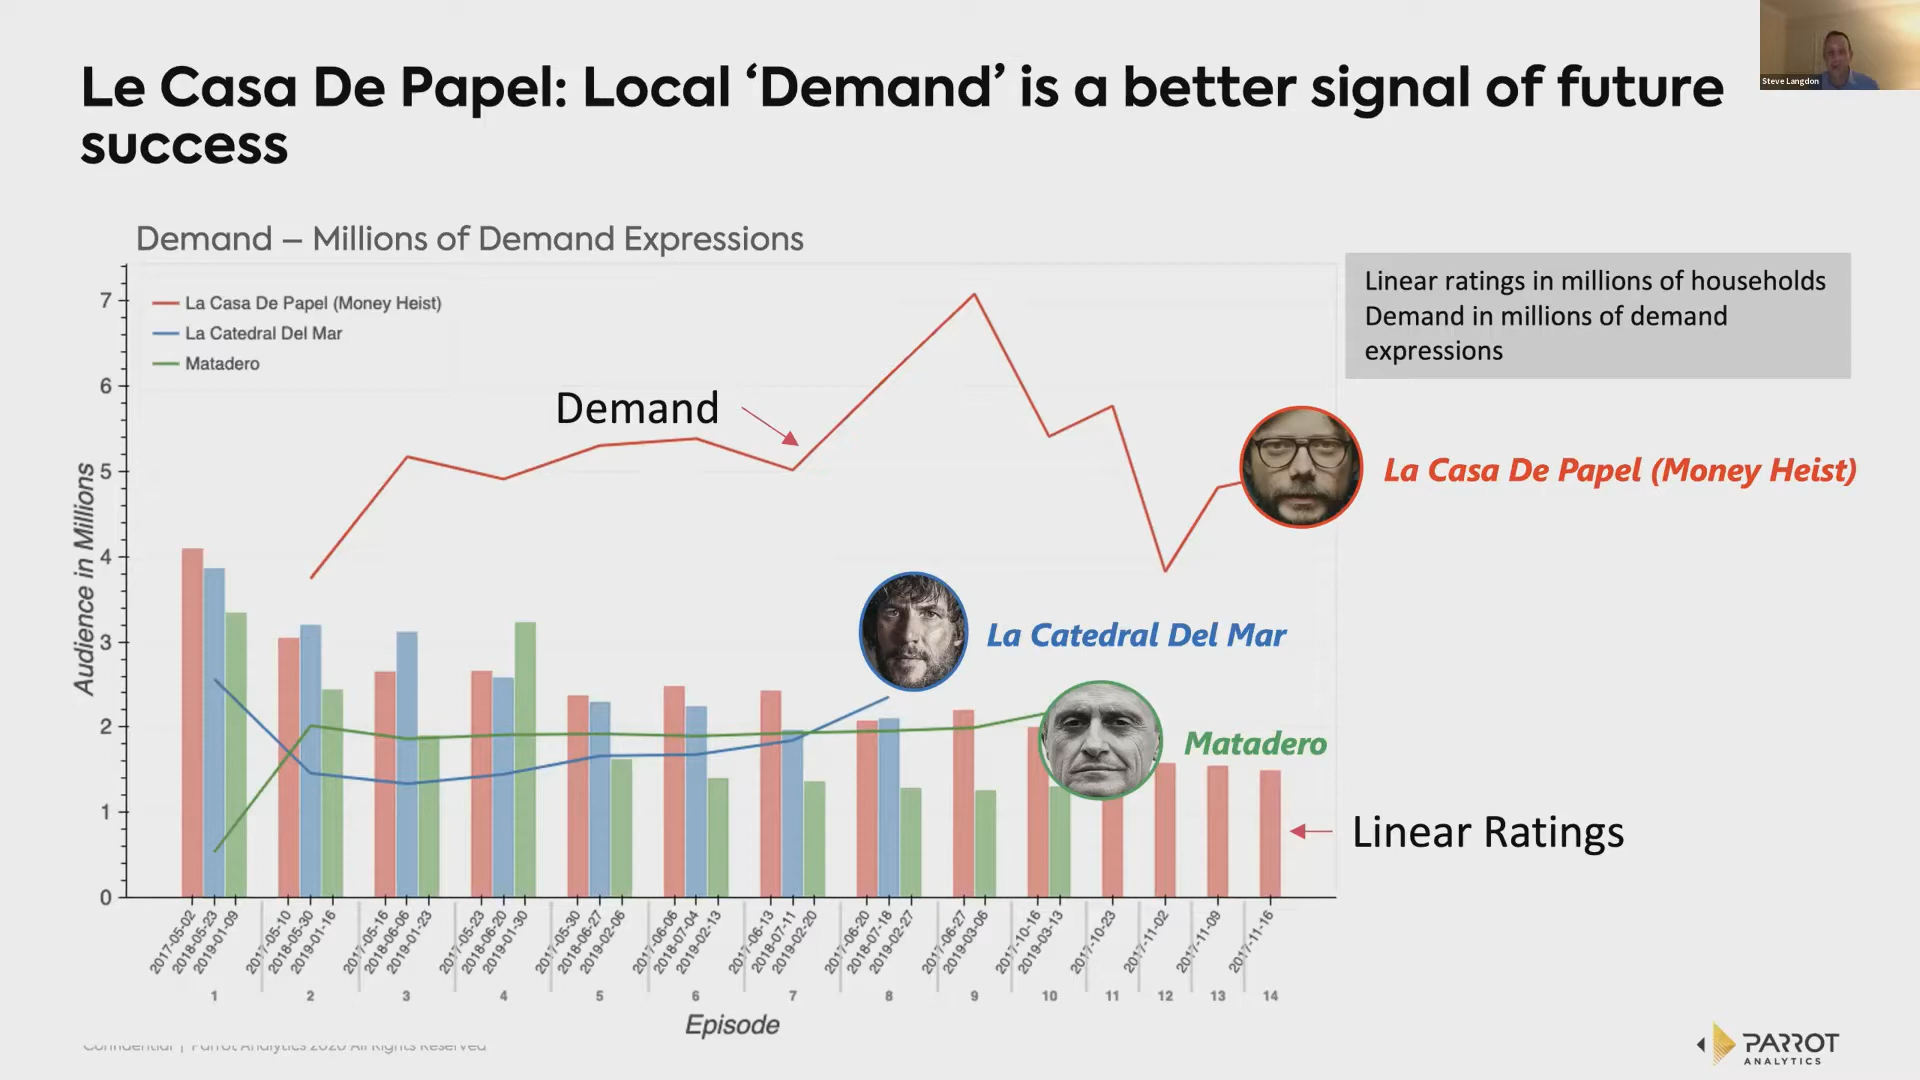 Le Casa De Papel: Local ‘Demand’ is a better signal of future
success
Steve Langdon
Demand – Millions of Demand Expressions
Linear ratings in millions of households
Demand in millions of demand
expressions
La Casa De Papel (Money Heist)
La Catedral Del Mar
Matadero
Demand
La Casa De Papel (Money Heist)
La Catedral Del Mar
Matadero
Linear Ratings
Audience in Millions
7
6
5
4
3
2
1
0
2017-05-02
2018-05-23
2019-01-09
2017-05-10
2018-05-30
2019-01-16
2017-05-16
2018-06-06
2019-01-23
2017-05-23
2018-06-20
2019-01-30
2017-05-30
2018-06-27
2019-02-06
2017-06-06
2018-07-04
2019-02-13
2017-06-13
2018-07-11
2019-02-20
2017-06-20
2018-07-18
2019-02-27
2017-06-27
2019-03-06
2017-10-16
2019-03-13
2017-10-23
2017-11-02
2017-11-09
2017-11-16
1 2 3 4 5 6 7 8 9 10 11 12 13 14
Episode
Confidential | Parrot Analytics 2020 All Rights Reserved
PARROT
ANALYTICS